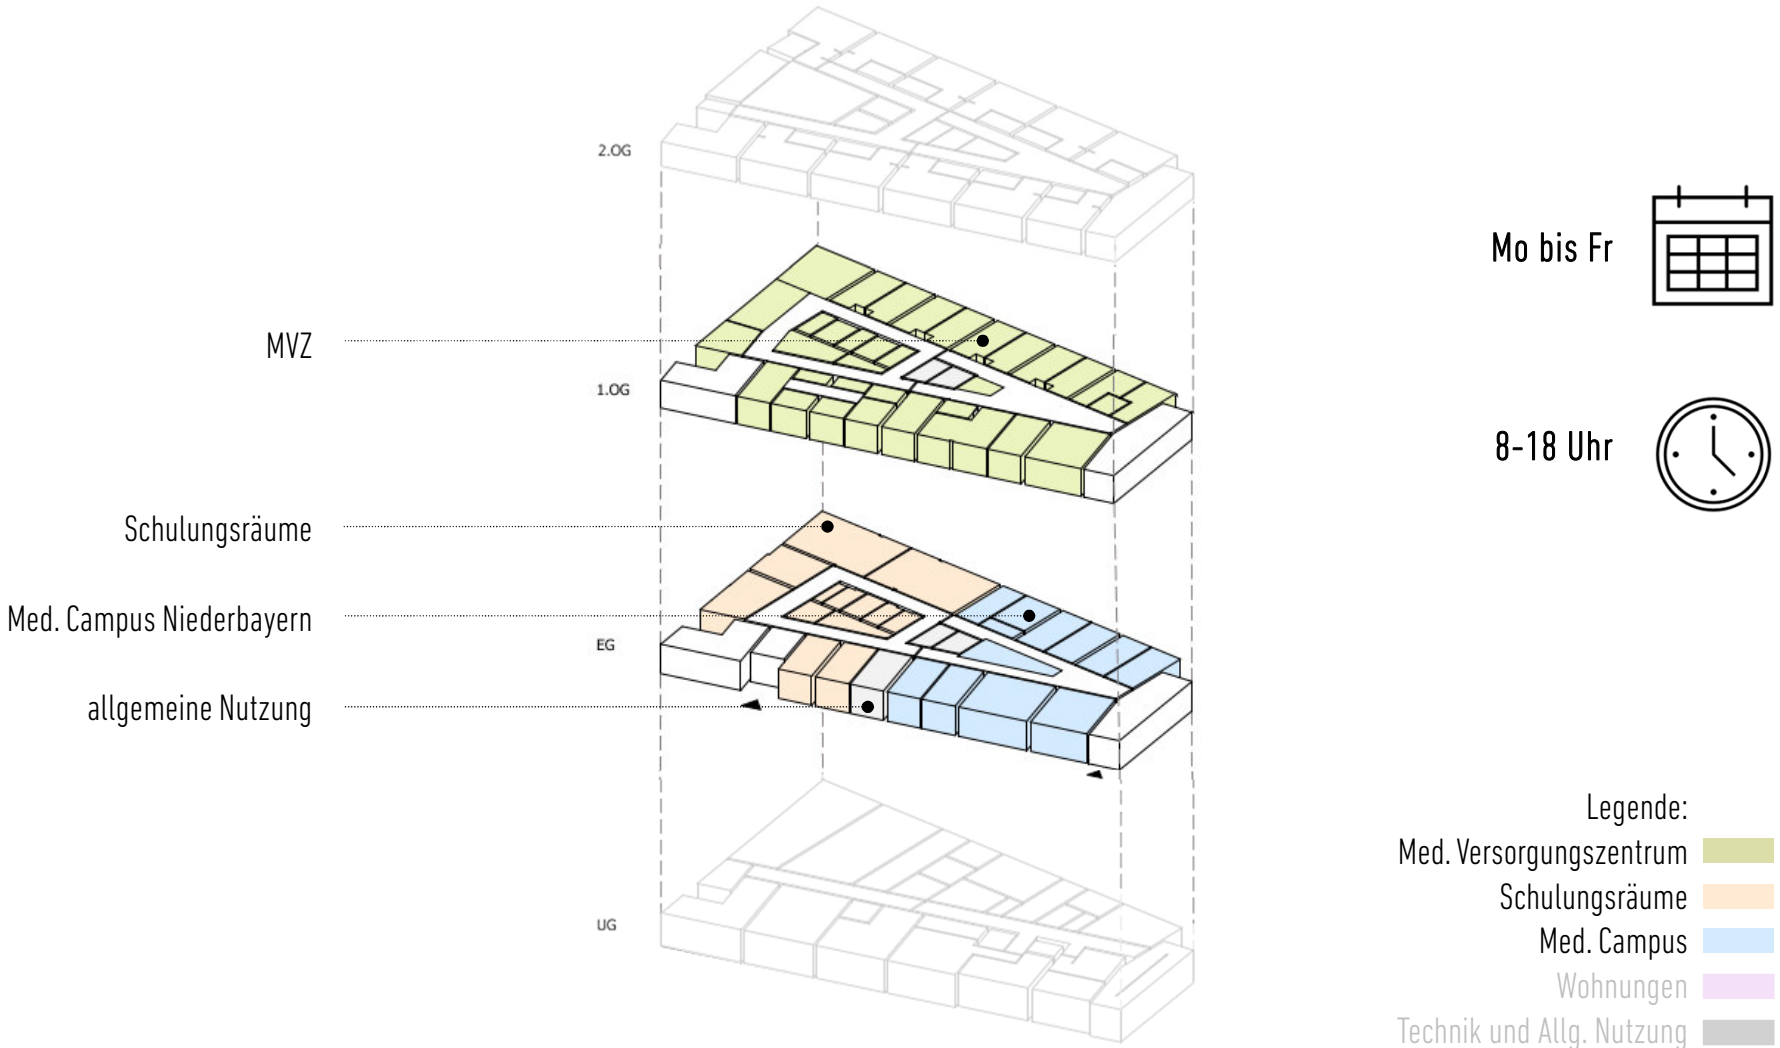 2.OG
Mo bis Fr
MVZ
1.OG
8-18 Uhr
Schulungsräume
Med. Campus Niederbayern
EG
allgemeine Nutzung
Legende:
Med. Versorgungszentrum
Schulungsräume
Med. Campus
UG
Wohnungen
Technik und Allg. Nutzung